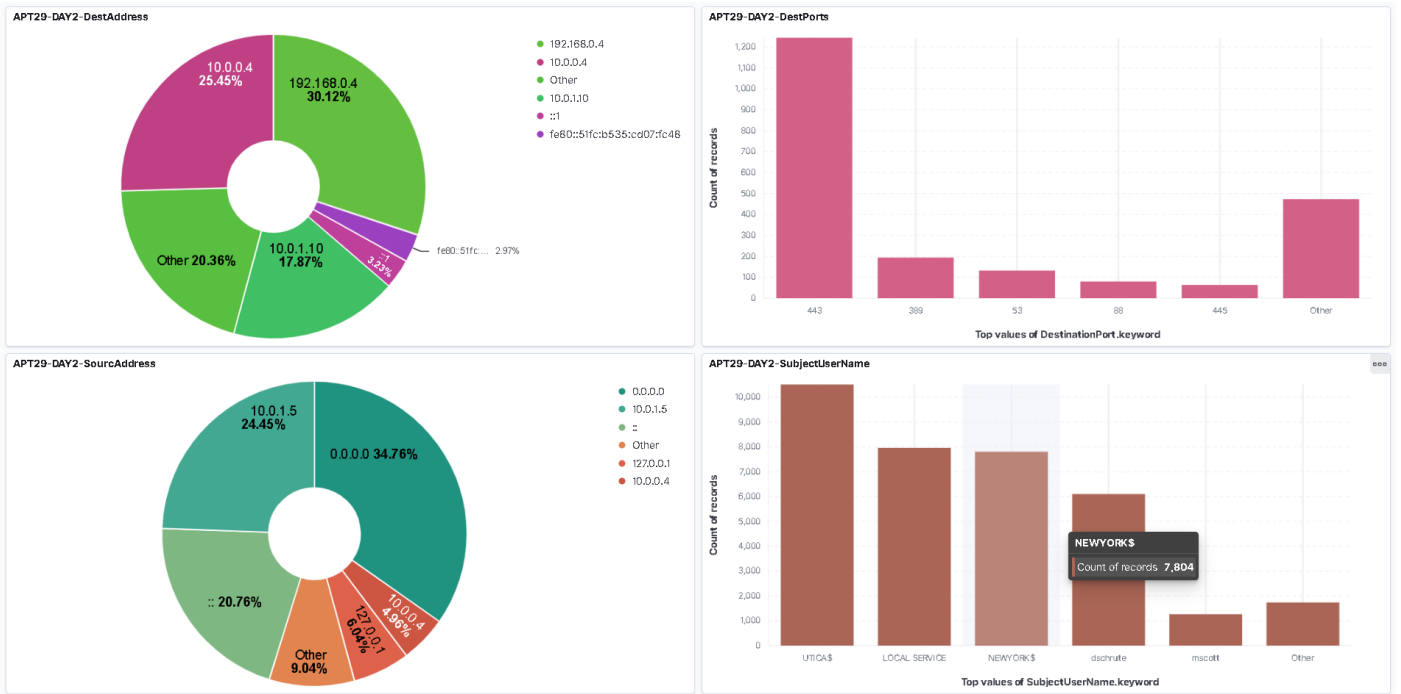 APT29-DAY2-DestAddress
10.0.0.4
25.45%
192.168.0.4
30.12%
Other 20.36%
10.0.1.10
17.87%
::1
3.23%
fe80::51fc: ... 2.97%
192.168.0.4
10.0.0.4
Other
10.0.1.10
::1
fe80::51fc:b535:cd07:fc48
APT29-DAY2-DestPorts
Count of records
1,200
1,100
1,000
900
800
700
600
500
400
300
200
100
0
443
389
53
88
445
Other
Top values of DestinationPort.keyword
APT29-DAY2-SourcAddress
10.0.1.5
24.45%
0.0.0.0 34.76%
:: 20.76%
Other
9.04%
127.0.0.1
6.04%
10.0.0.4
4.96%
0.0.0.0
10.0.1.5
::
Other
127.0.0.1
10.0.0.4
APT29-DAY2-SubjectUserName
Count of records
10,000
9,000
8,000
7,000
6,000
5,000
4,000
3,000
2,000
1,000
0
NEWYORK$
Count of records 7,804
UTICA$
LOCAL SERVICE
NEWYORK$
dschrute
mscott
Other
Top values of SubjectUserName.keyword